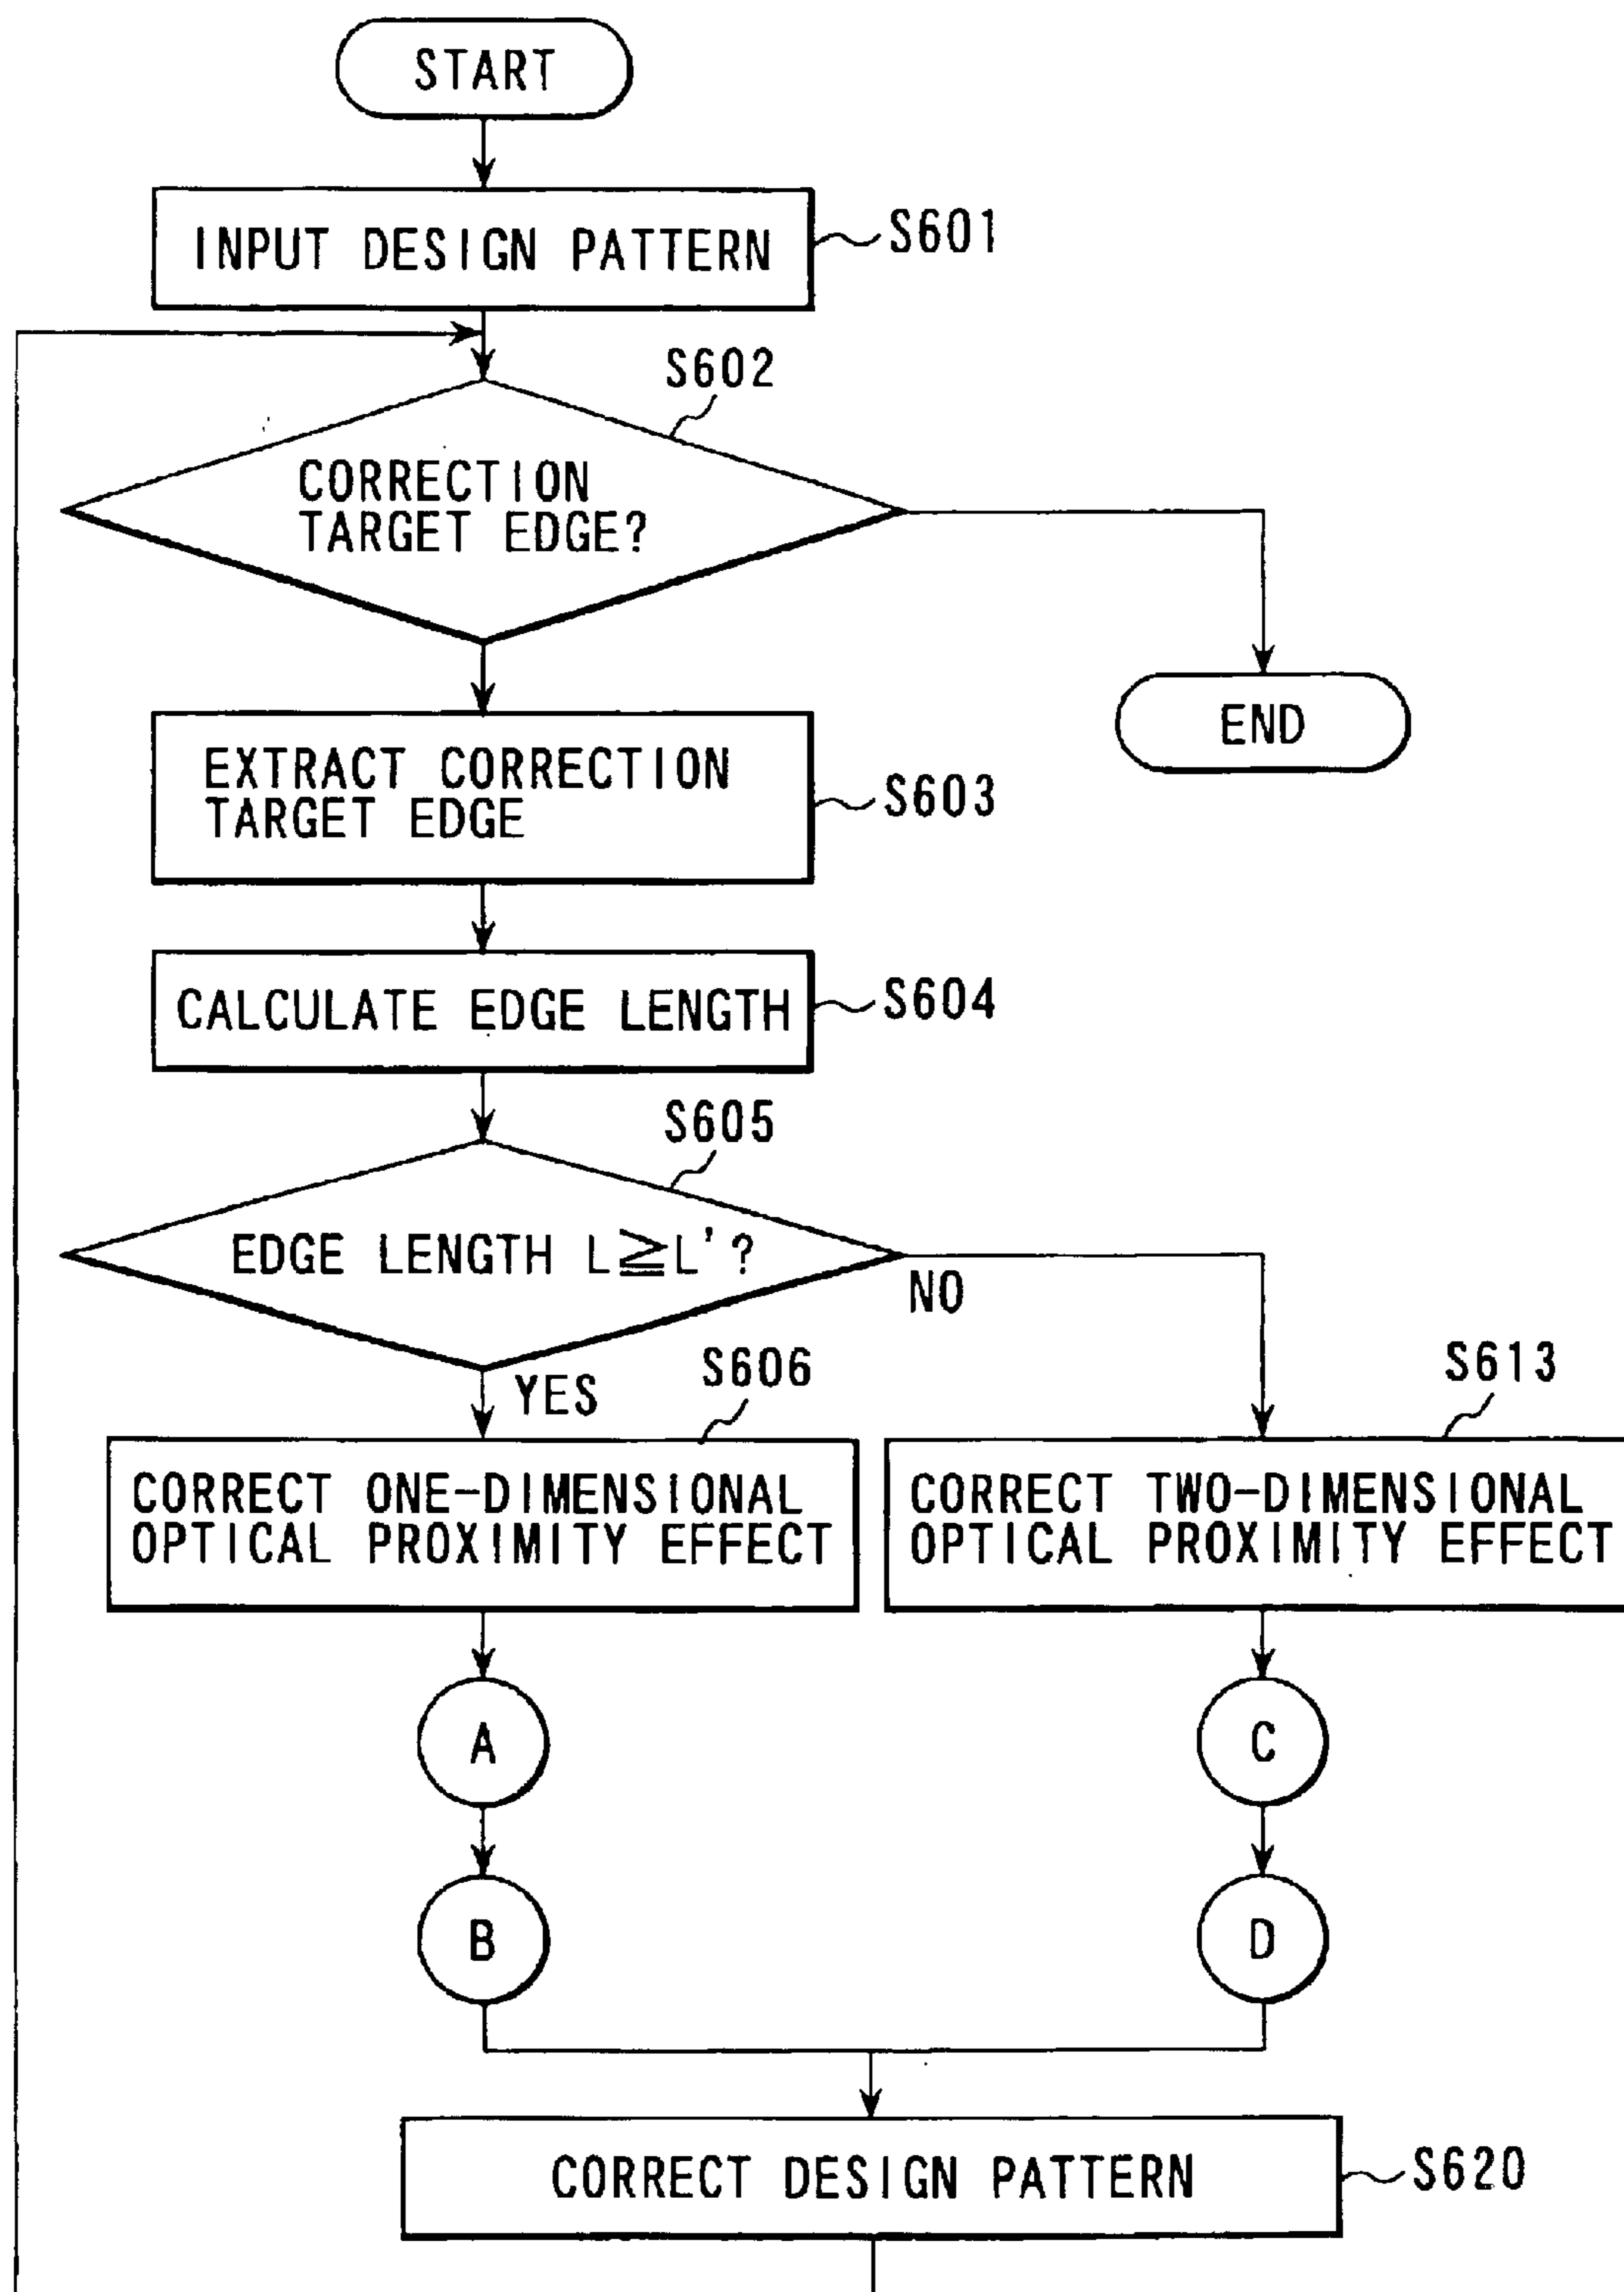 START
INPUT DESIGN PATTERN
S601
S602
CORRECTION
TARGET EDGE?
END
EXTRACT CORRECTION
TARGET EDGE
S603
CALCULATE EDGE LENGTH
S604
S605
EDGE LENGTH L≧L'?
NO
YES
S606
S613
CORRECT ONE-DIMENSIONAL
OPTICAL PROXIMITY EFFECT
CORRECT TWO-DIMENSIONAL
OPTICAL PROXIMITY EFFECT
A
C
B
D
CORRECT DESIGN PATTERN
S620